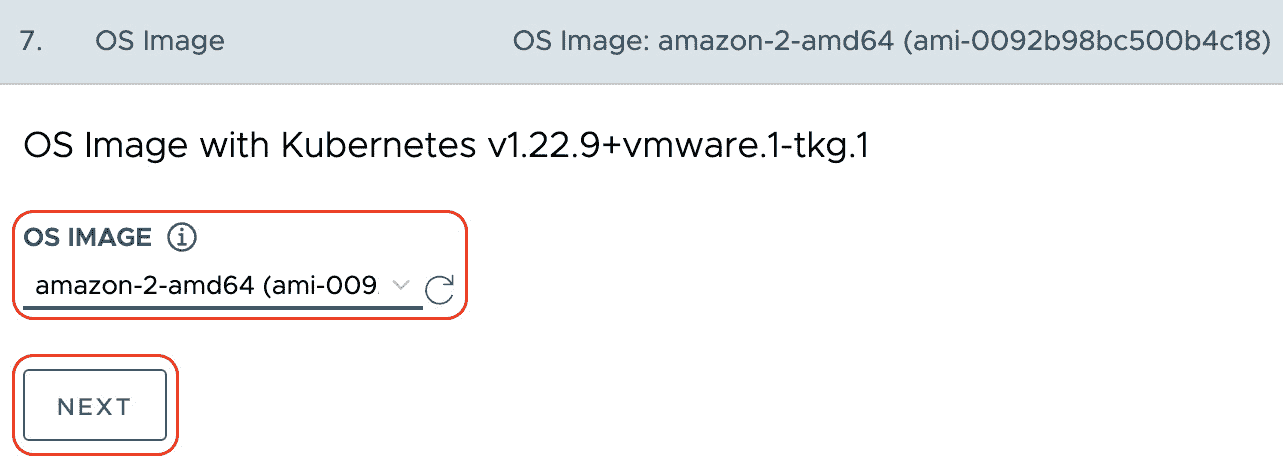 7. OS Image OS Image: amazon-2-amd64 (ami-0092b98bc500b4c18)
OS Image with Kubernetes v1.22.9+vmware.1-tkg.1
OS IMAGE
amazon-2-amd64 (ami-009
NEXT